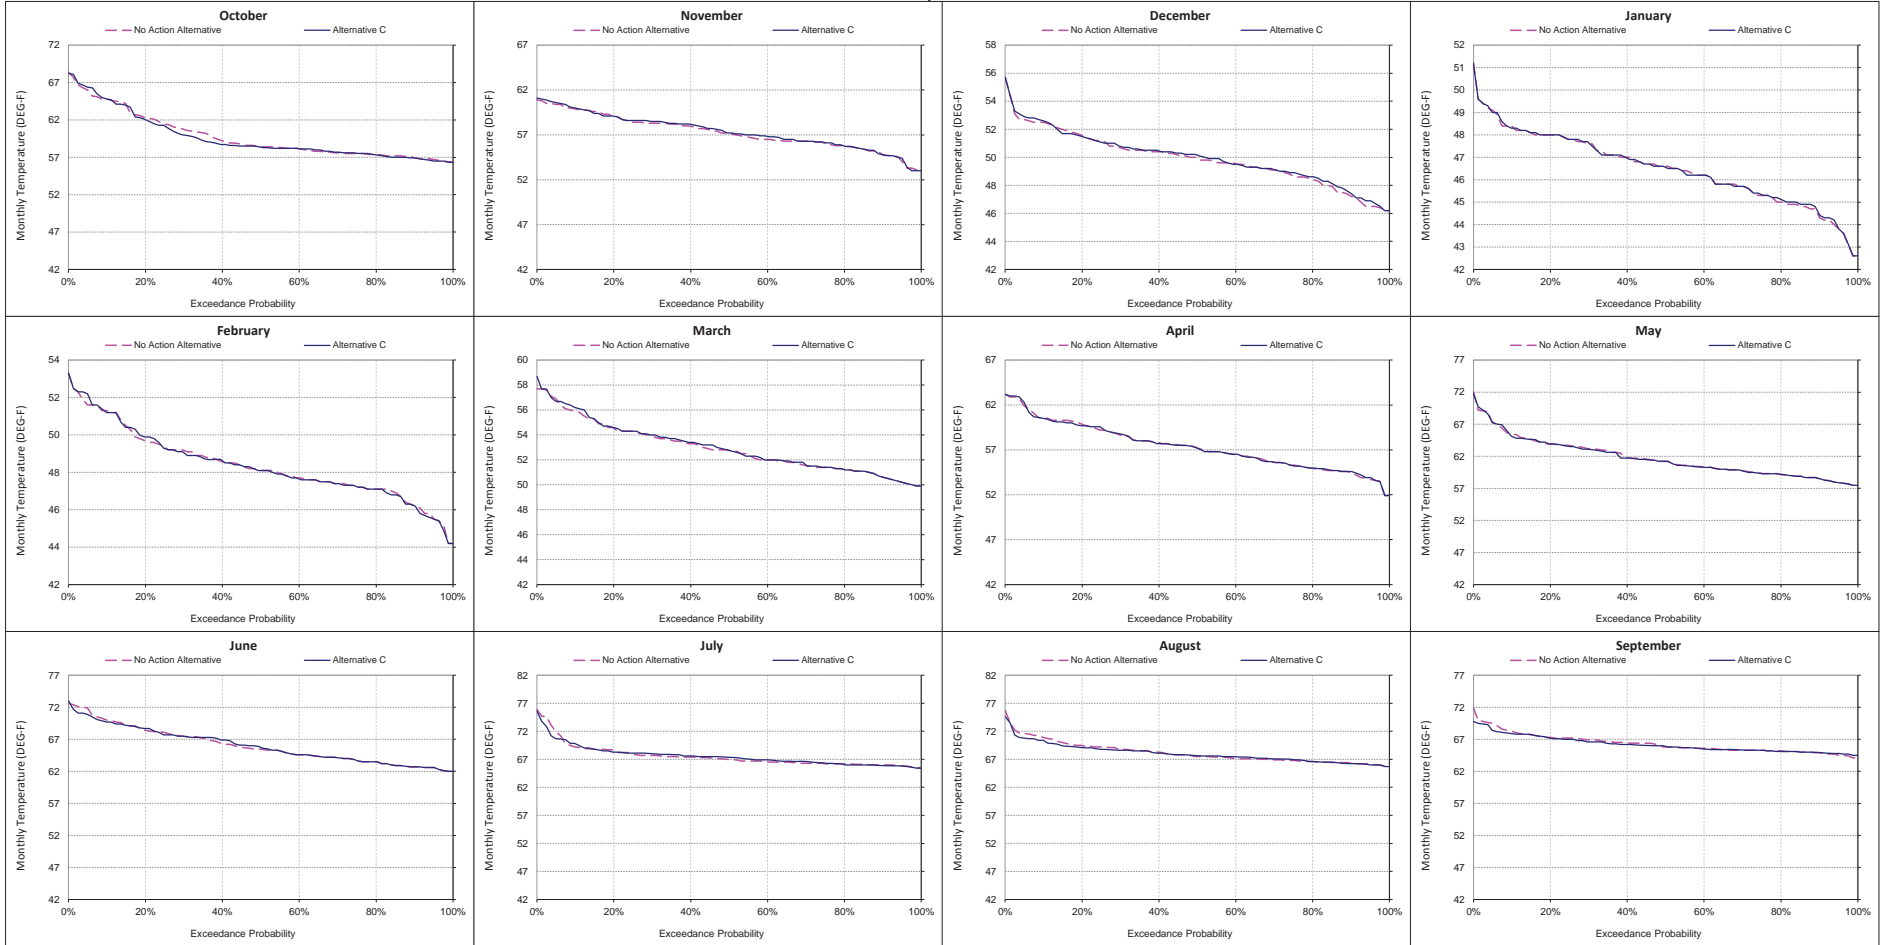 October
No Action Alternative Alternative C
Monthly Temperature (DEG-F)
72
67
62
57
52
47
42
0% 20% 40% 60% 80% 100%
Exceedance Probability
November
No Action Alternative Alternative C
Monthly Temperature (DEG-F)
67
62
57
52
47
42
0% 20% 40% 60% 80% 100%
Exceedance Probability
December
No Action Alternative Alternative C
Monthly Temperature (DEG-F)
58
56
54
52
50
48
46
44
42
0% 20% 40% 60% 80% 100%
Exceedance Probability
January
No Action Alternative Alternative C
Monthly Temperature (DEG-F)
52
51
50
49
48
47
46
45
44
43
42
0% 20% 40% 60% 80% 100%
Exceedance Probability
February
No Action Alternative Alternative C
Monthly Temperature (DEG-F)
54
52
50
48
46
44
42
0% 20% 40% 60% 80% 100%
Exceedance Probability
March
No Action Alternative Alternative C
Monthly Temperature (DEG-F)
60
58
56
54
52
50
48
46
44
42
0% 20% 40% 60% 80% 100%
Exceedance Probability
April
No Action Alternative Alternative C
Monthly Temperature (DEG-F)
67
62
57
52
47
42
0% 20% 40% 60% 80% 100%
Exceedance Probability
May
No Action Alternative Alternative C
Monthly Temperature (DEG-F)
77
72
67
62
57
52
47
42
0% 20% 40% 60% 80% 100%
Exceedance Probability
June
No Action Alternative Alternative C
Monthly Temperature (DEG-F)
77
72
67
62
57
52
47
42
0% 20% 40% 60% 80% 100%
Exceedance Probability
July
No Action Alternative Alternative C
Monthly Temperature (DEG-F)
82
77
72
67
62
57
52
47
42
0% 20% 40% 60% 80% 100%
Exceedance Probability
August
No Action Alternative Alternative C
Monthly Temperature (DEG-F)
82
77
72
67
62
57
52
47
42
0% 20% 40% 60% 80% 100%
Exceedance Probability
September
No Action Alternative Alternative C
Monthly Temperature (DEG-F)
77
72
67
62
57
52
47
42
0% 20% 40% 60% 80% 100%
Exceedance Probability